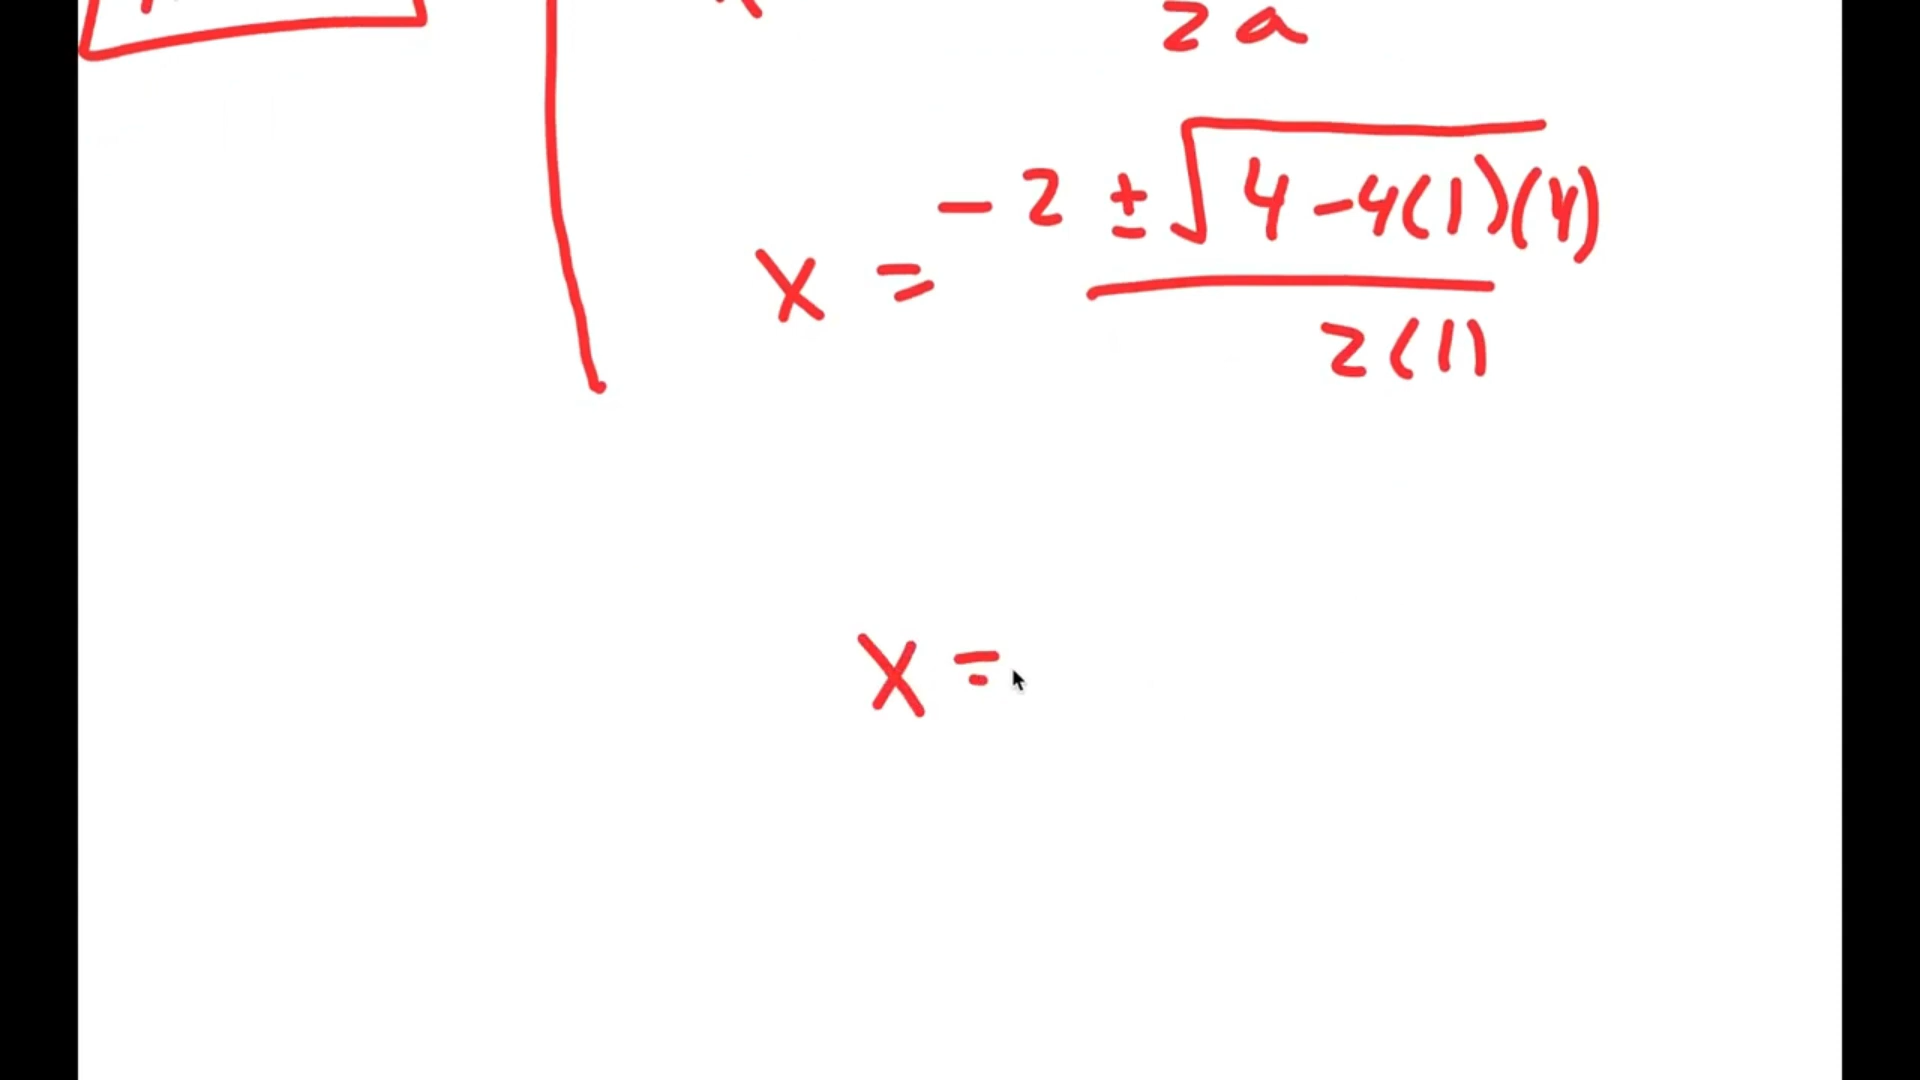 2a
x = -2 ± √4-4(1)(4)
2(1)
x =